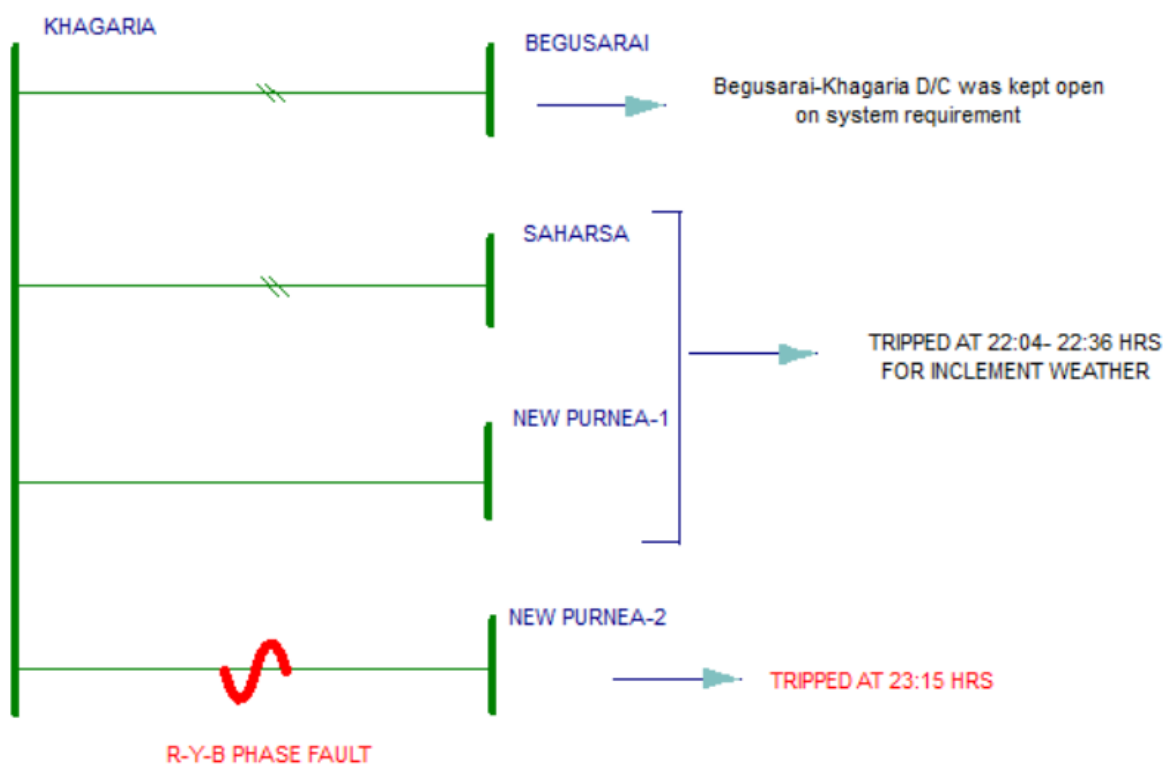 KHAGARIA
BEGUSARAI
Begusarai-Khagaria D/C was kept open
on system requirement
SAHARSA
TRIPPED AT 22:04- 22:36 HRS
FOR INCLEMENT WEATHER
NEW PURNEA-1
NEW PURNEA-2
TRIPPED AT 23:15 HRS
R-Y-B PHASE FAULT